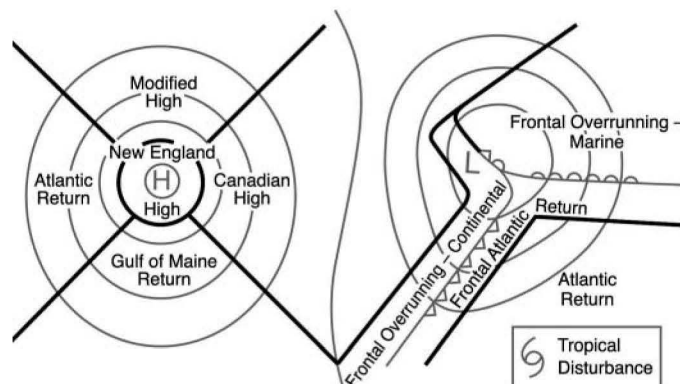 Modified
High
New England
H
High
Atlantic
Return
Canadian
High
Gulf of Maine
Return
Frontal Overrunning –
Marine
L
Frontal Overrunning – Continental
Frontal Atlantic
Return
Atlantic
Return
Tropical
Disturbance